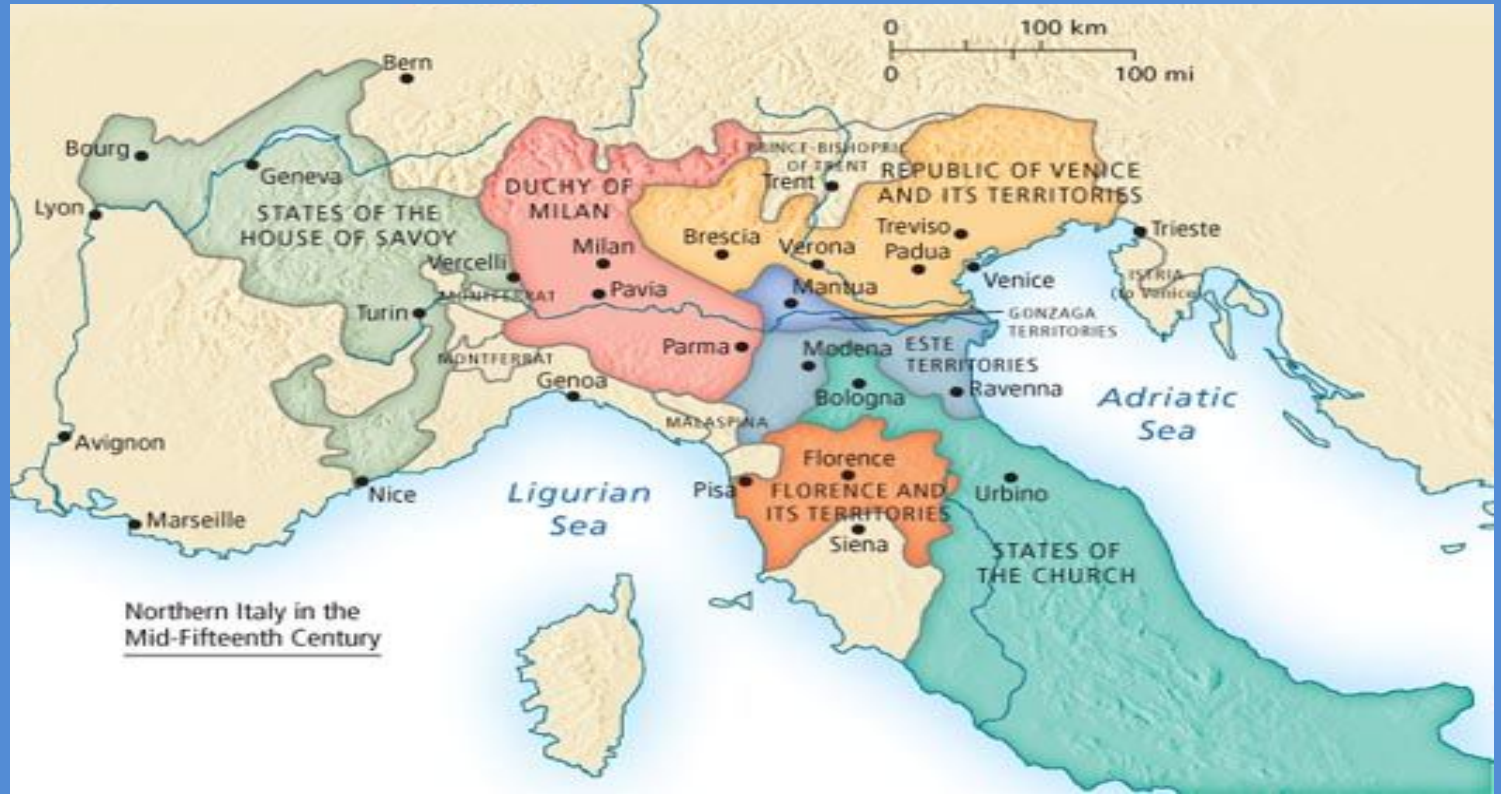 0 100 km
0 100 mi
Bern
Bourg
Geneva
Lyon
STATES OF THE
HOUSE OF SAVOY
Vercelli
MONTFERRAT
Turin
MONTFERRAT
DUCHY OF
MILAN
Milan
Pavia
Parma
Genoa
MALASPINA
PRINCE-BISHOPRIC
OF TRENT
Trent
REPUBLIC OF VENICE
AND ITS TERRITORIES
Brescia
Verona
Treviso
Padua
Venice
Mantua
Trieste
ISTRIA
(to Venice)
GONZAGA
TERRITORIES
Modena
ESTE
TERRITORIES
Bologna
Ravenna
Adriatic
Sea
Avignon
Nice
Marseille
Ligurian
Sea
Pisa
Florence
FLORENCE AND
ITS TERRITORIES
Siena
Urbino
STATES OF
THE CHURCH
Northern Italy in the
Mid-Fifteenth Century